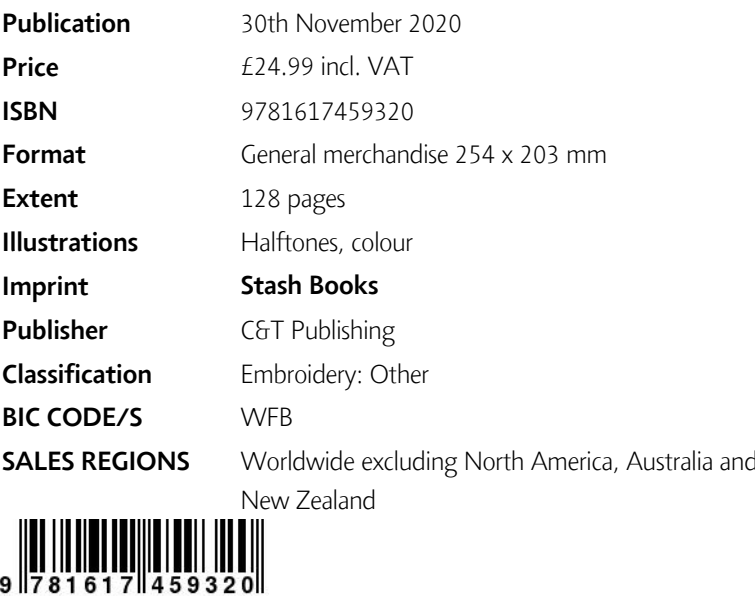 Publication 30th November 2020
Price £24.99 incl. VAT
ISBN 9781617459320
Format General merchandise 254 x 203 mm
Extent 128 pages
Illustrations Halftones, colour
Imprint Stash Books
Publisher C&T Publishing
Classification Embroidery: Other
BIC CODE/S WFB
SALES REGIONS Worldwide excluding North America, Australia and
New Zealand
9 781617 459320